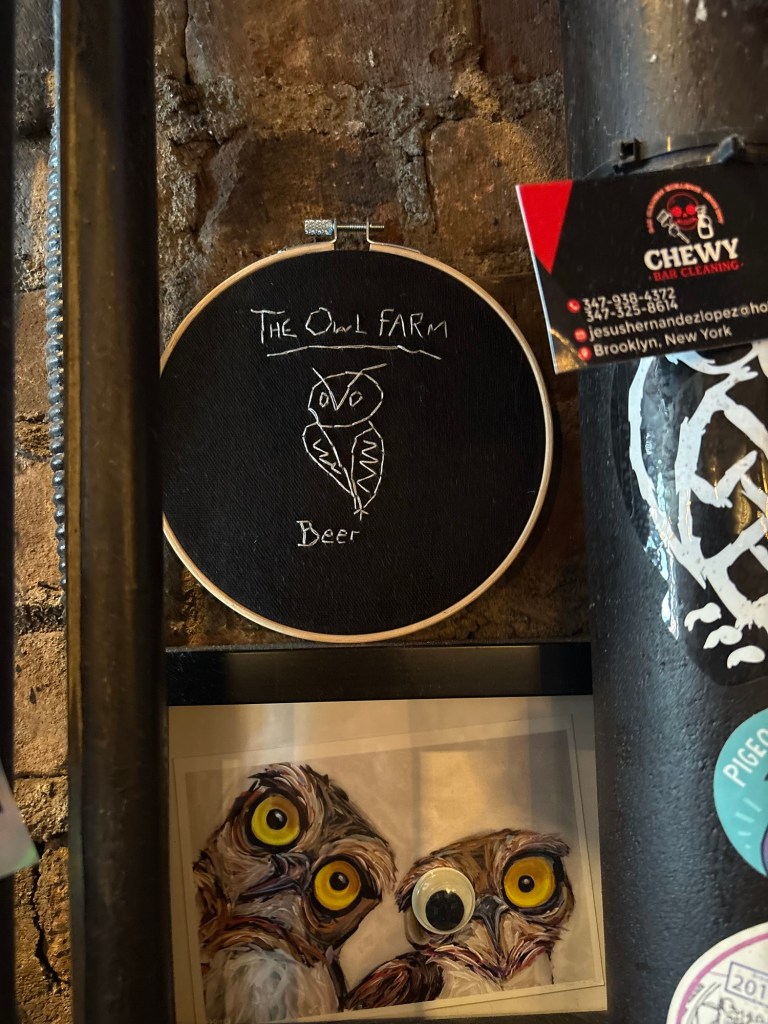 THE OWL FARM
Beer
CHEWY
BAR CLEANING
347-938-4372
347-325-8614
jesushernandezlopez@ho
Brooklyn, New York
PIGEO
201